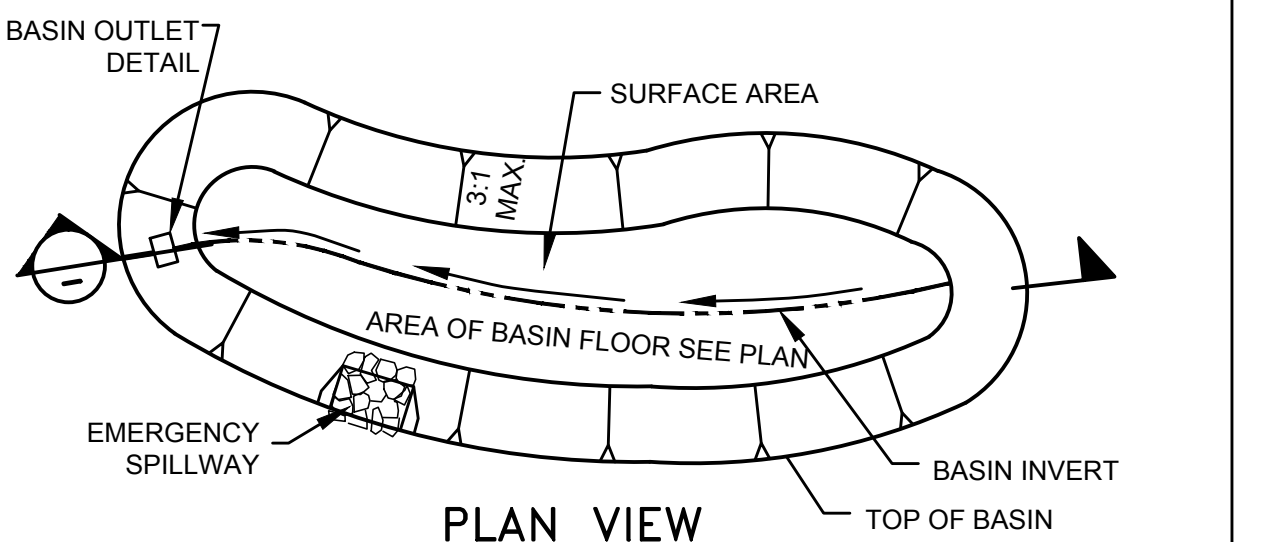 BASIN OUTLET
DETAIL
SURFACE AREA
3:1
MAX.
AREA OF BASIN FLOOR SEE PLAN
EMERGENCY
SPILLWAY
BASIN INVERT
TOP OF BASIN
PLAN VIEW